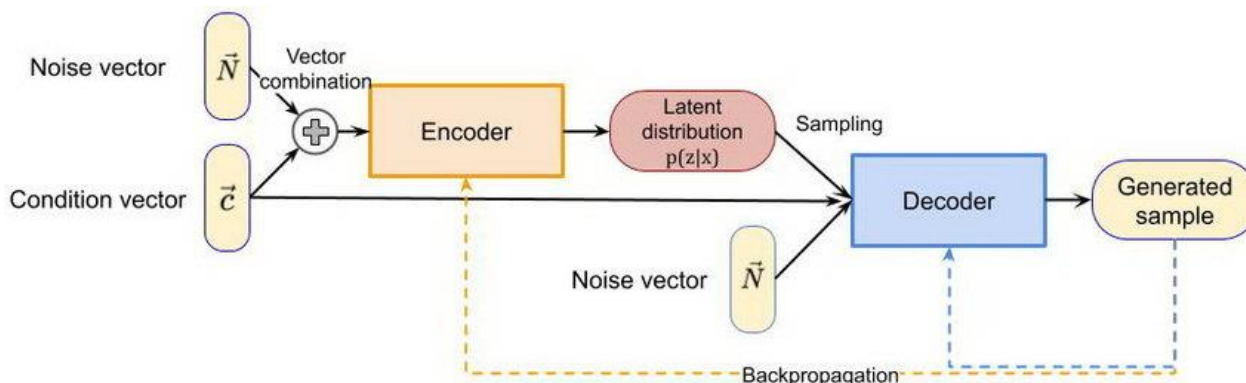 Noise vector
N⃗
Vector
combination
Encoder
Latent
distribution
p(z|x)
Sampling
Condition vector
c⃗
Decoder
Generated
sample
Noise vector
N⃗
Backpropagation